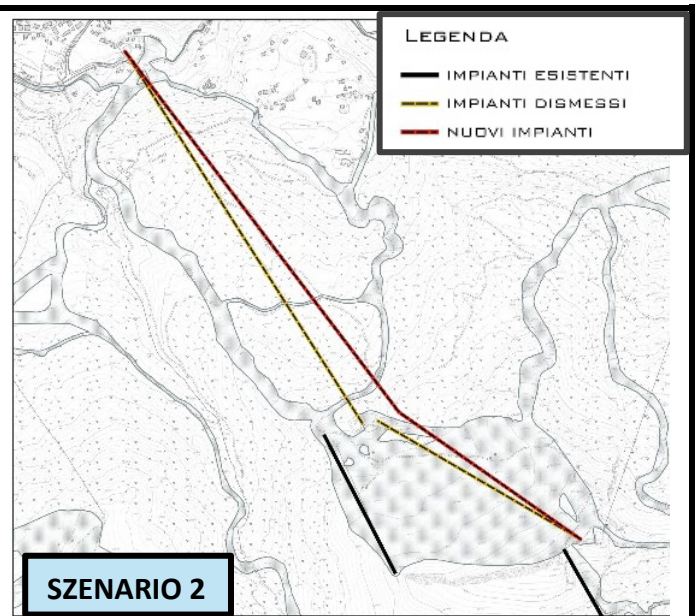 LEGENDA
IMPIANTI ESISTENTI
IMPIANTI DISMESSI
NUOVI IMPIANTI
SZENARIO 2